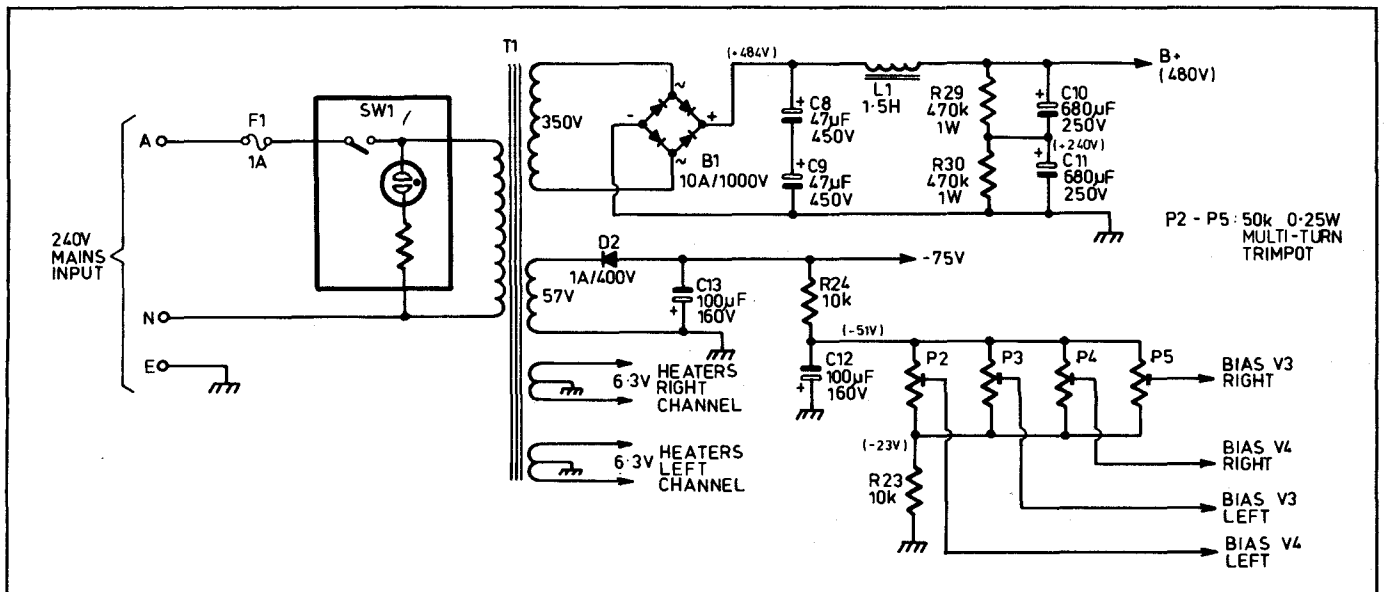 T1
(+484V)
B+
(480V)
SW1
F1
1A
A
350V
~
-
+
~
B1
10A/1000V
+
C8
47µF
450V
+
C9
47µF
450V
L1
1·5H
R29
470k
1W
R30
470k
1W
+
C10
680µF
250V
(+240V)
+
C11
680µF
250V
240V
MAINS
INPUT
N
E
P2 - P5 : 50k 0·25W
MULTI-TURN
TRIMPOT
57V
D2
1A/400V
C13
100µF
160V
+
-75V
R24
10k
(-51V)
C12
100µF
160V
+
6·3V
HEATERS
RIGHT
CHANNEL
6·3V
HEATERS
LEFT
CHANNEL
P2
P3
P4
P5
(-23V)
R23
10k
BIAS V3
RIGHT
BIAS V4
RIGHT
BIAS V3
LEFT
BIAS V4
LEFT